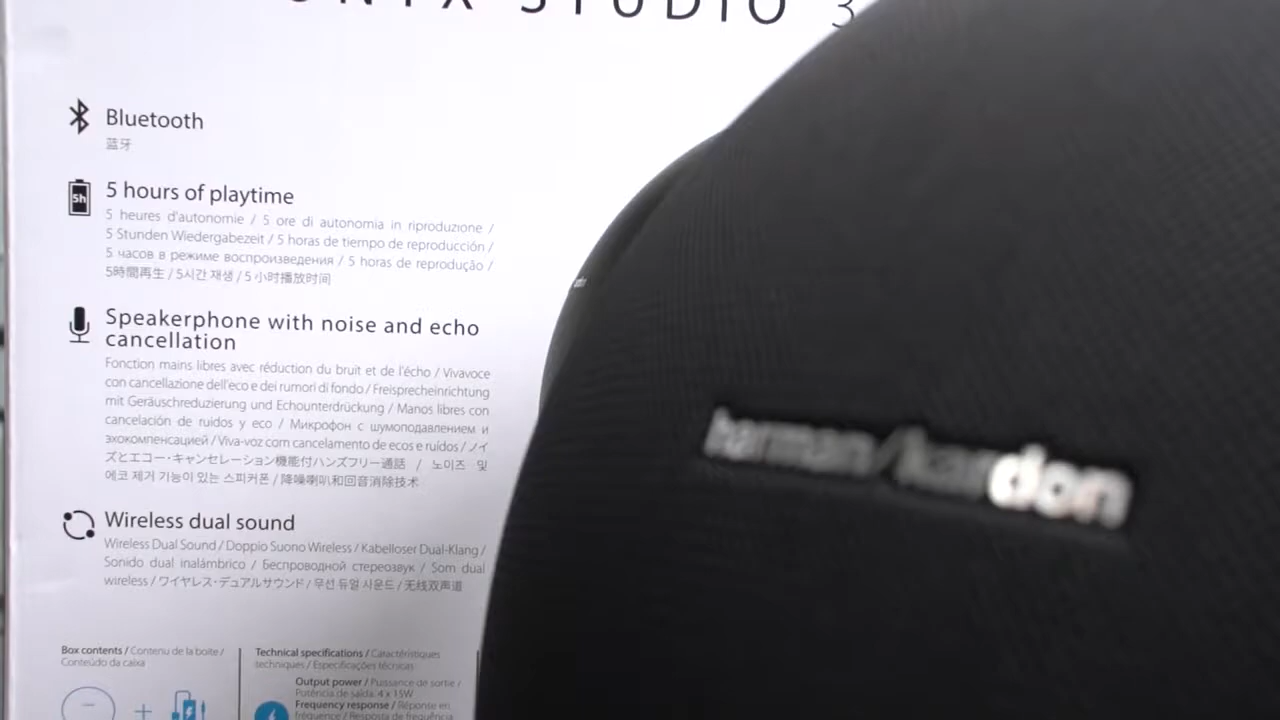 ONYX STUDIO 3
Bluetooth
蓝牙
5h
5 hours of playtime
5 heures d'autonomie / 5 ore di autonomia in riproduzione /
5 Stunden Wiedergabezeit / 5 horas de tiempo de reproducción /
5 часов в режиме воспроизведения / 5 horas de reprodução /
5時間再生 / 5시간 재생 / 5 小时播放时间
Speakerphone with noise and echo
cancellation
Fonction mains libres avec réduction du bruit et de l'écho / Vivavoce
con cancellazione dell'eco e dei rumori di fondo / Freisprecheinrichtung
mit Geräuschreduzierung und Echounterdrückung / Manos libres con
cancelación de ruidos y eco / Микрофон с шумоподавлением и
эхокомпенсацией / Viva-voz com cancelamento de ecos e ruídos / ノイ
ズとエコー・キャンセレーション機能付ハンズフリー通話 / 노이즈 및
에코 제거 기능이 있는 스피커폰 / 降噪喇叭和回音消除技术
Wireless dual sound
Wireless Dual Sound / Doppio Suono Wireless / Kabelloser Dual-Klang /
Sonido dual inalámbrico / Беспроводной стереозвук / Som dual
wireless / ワイヤレス・デュアルサウンド / 무선 듀얼 사운드 / 无线双声道
Box contents / Contenu de la boite /
Conteúdo da caixa
Technical specifications / Caractéristiques
techniques / Especificações técnicas
Output power / Puissance de sortie /
Potência de saída: 4 x 15W
Frequency response / Réponse en
fréquence / Resposta de frequência
harman/kardon